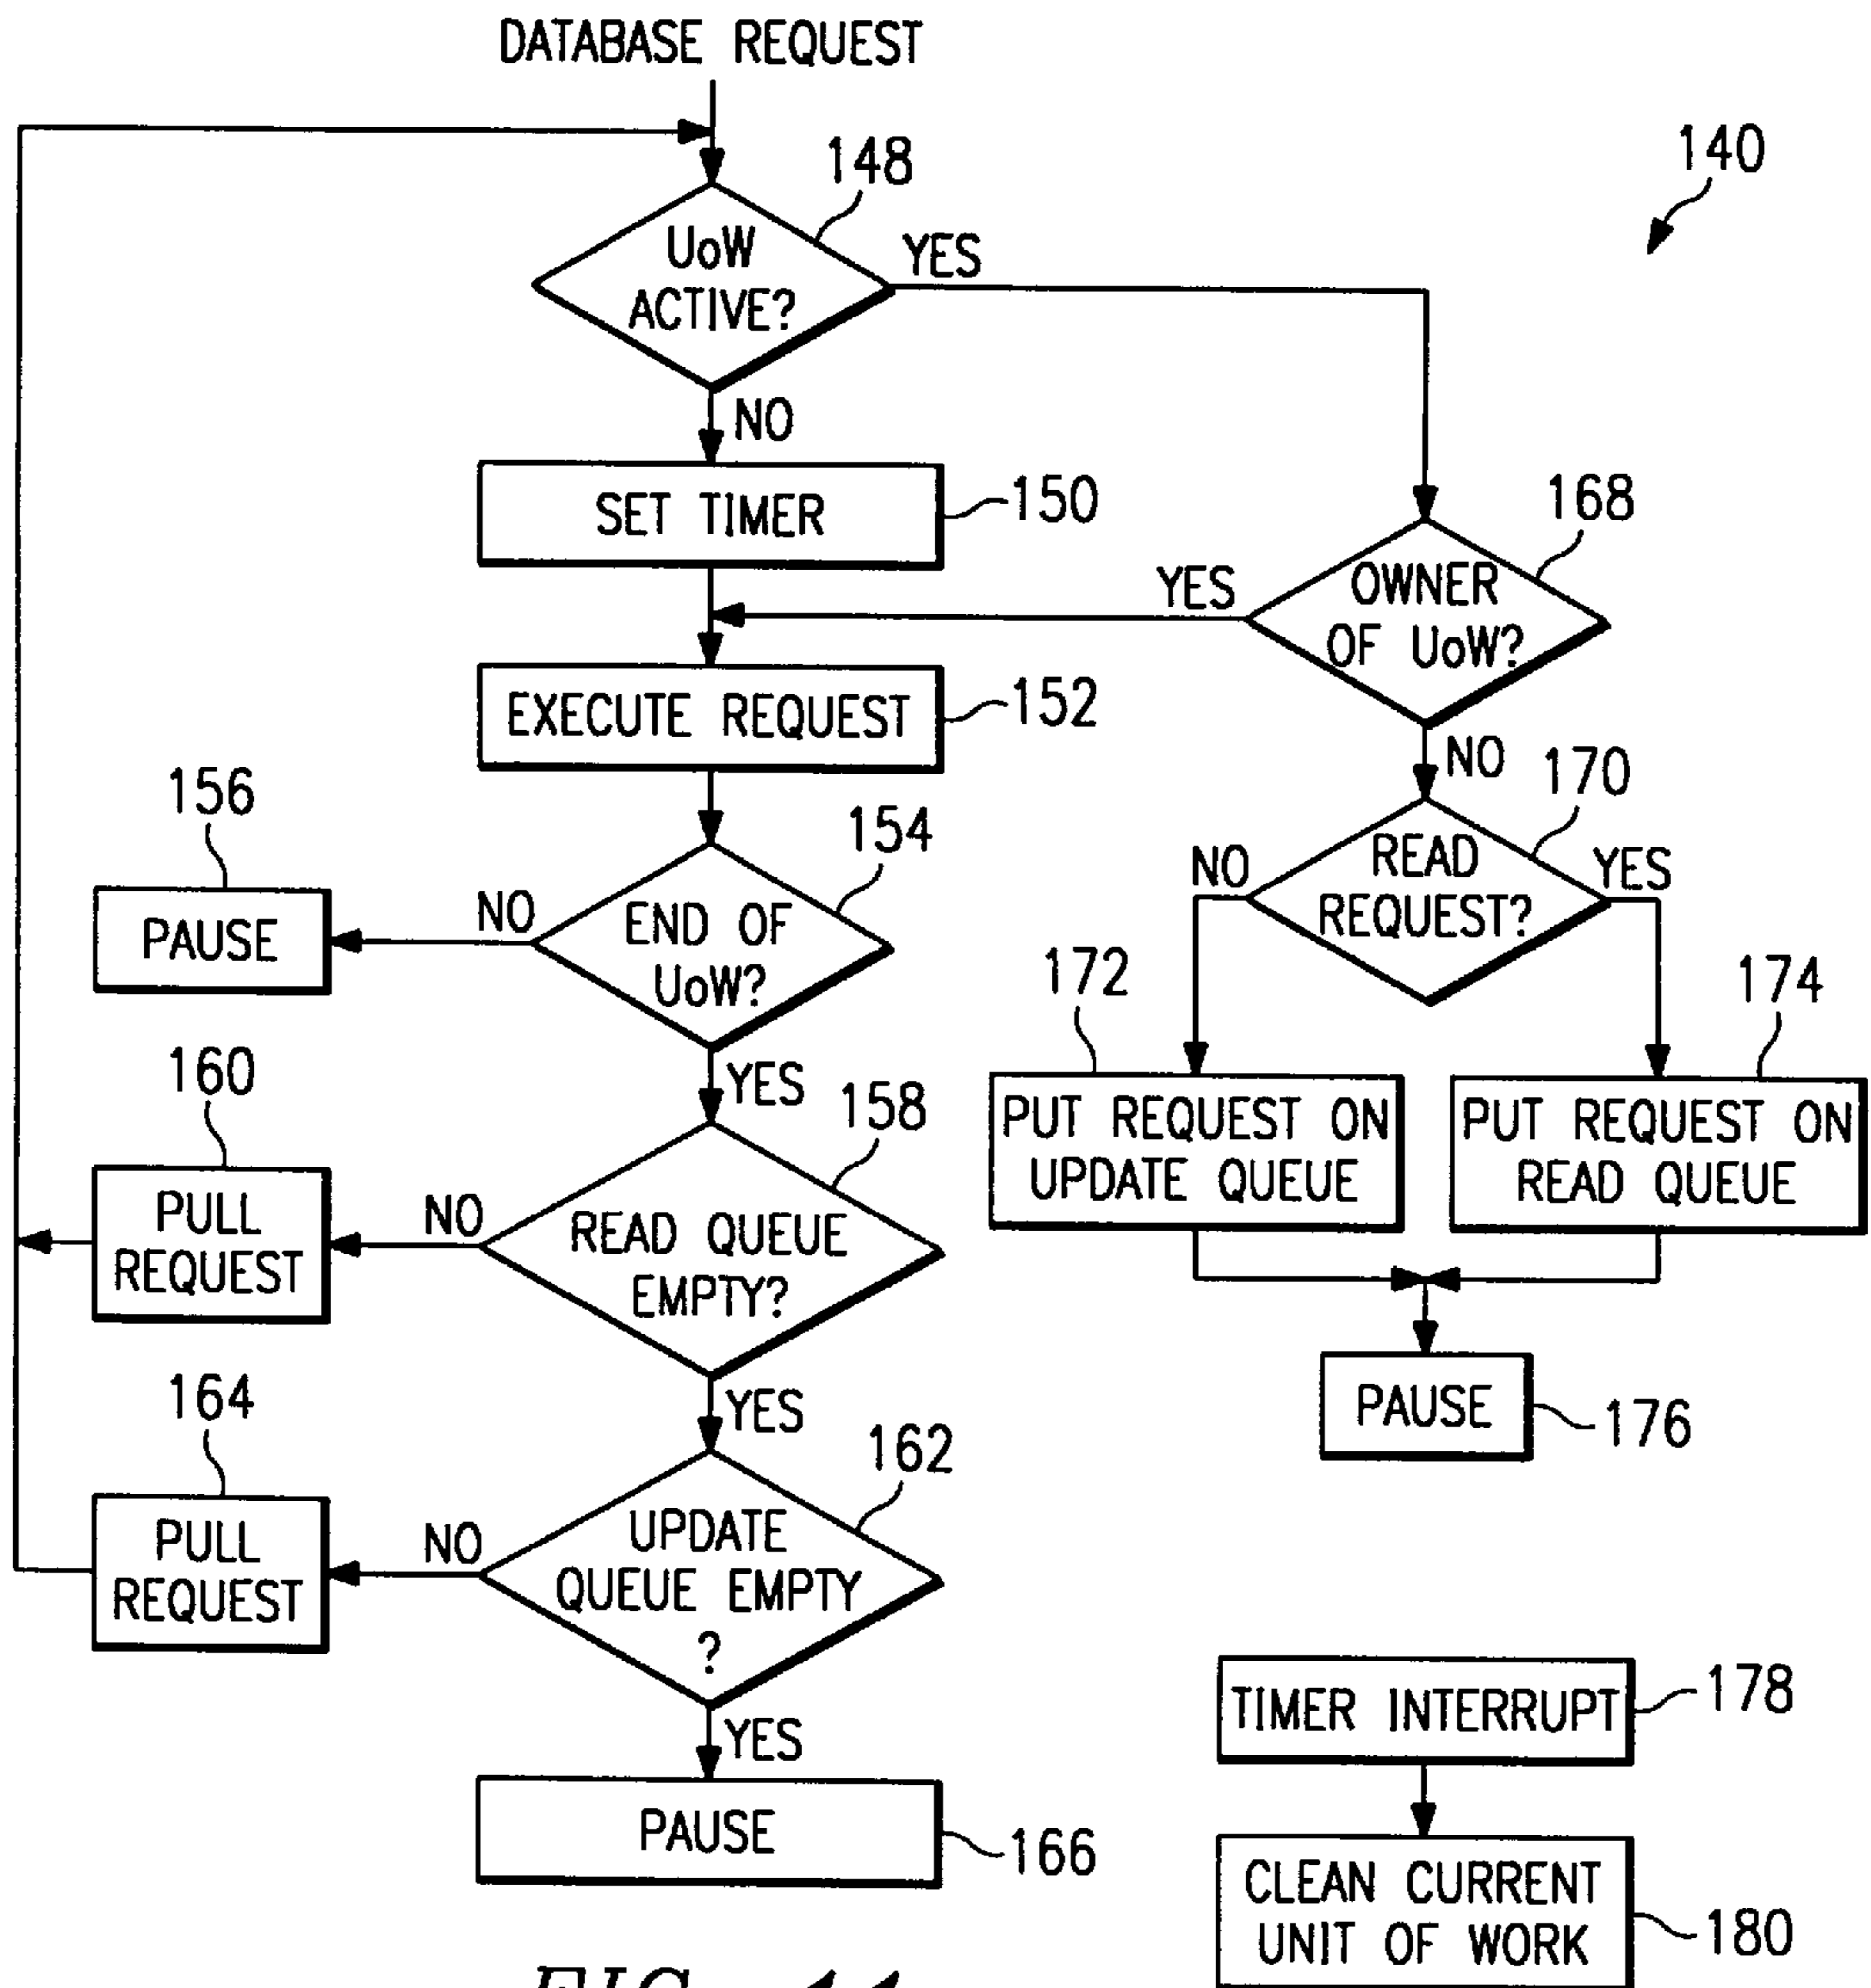 DATABASE REQUEST
140
148
UoW
ACTIVE?
YES
NO
SET TIMER
150
168
OWNER
OF UoW?
YES
NO
EXECUTE REQUEST
152
170
READ
REQUEST?
NO
YES
156
PAUSE
154
END OF
UoW?
NO
YES
172
PUT REQUEST ON
UPDATE QUEUE
174
PUT REQUEST ON
READ QUEUE
160
PULL
REQUEST
158
READ QUEUE
EMPTY?
NO
YES
PAUSE
176
164
PULL
REQUEST
162
UPDATE
QUEUE EMPTY
?
NO
YES
PAUSE
166
TIMER INTERRUPT
178
CLEAN CURRENT
UNIT OF WORK
180